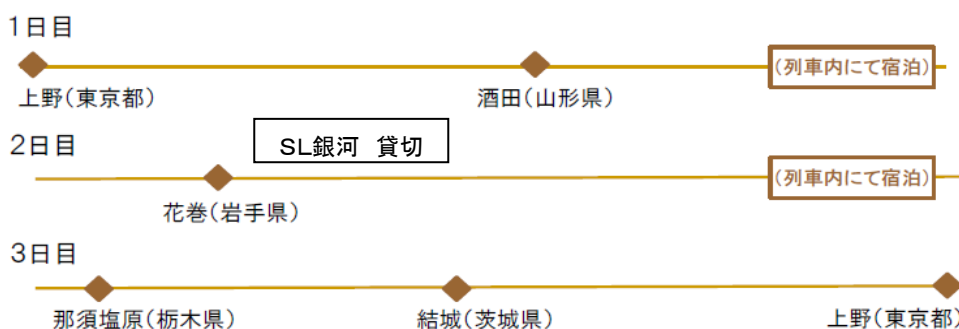 1日目
(列車内にて宿泊)
上野(東京都)
酒田(山形県)
SL銀河 貸切
2日目
(列車内にて宿泊)
花巻(岩手県)
3日目
那須塩原(栃木県)
結城(茨城県)
上野(東京都)